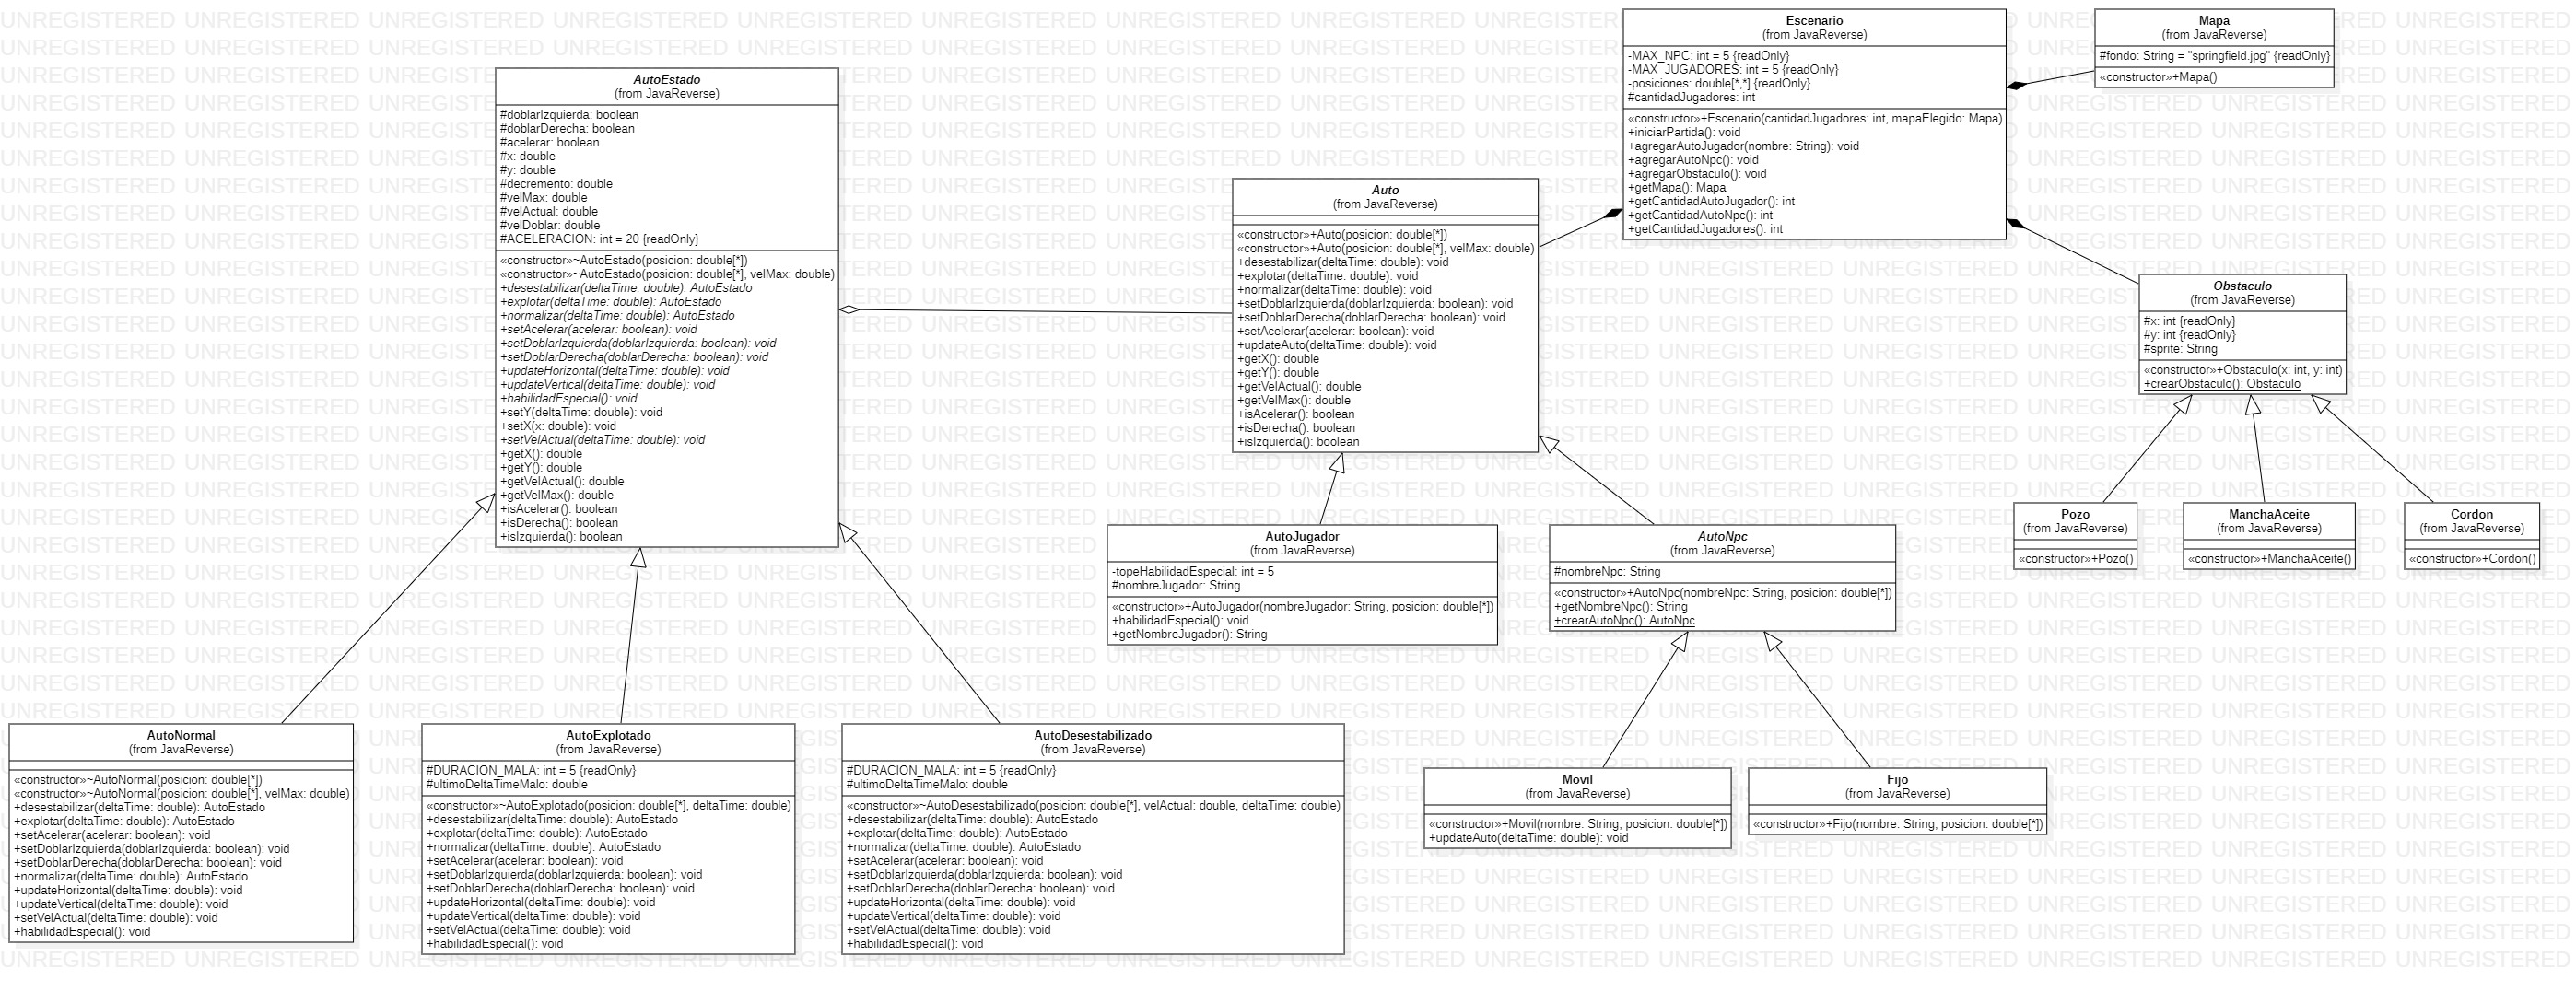 AutoEstado
(from JavaReverse)
#doblarIzquierda: boolean
#doblarDerecha: boolean
#acelerar: boolean
#x: double
#y: double
#decremento: double
#velMax: double
#velActual: double
#velDoblar: double
#ACELERACION: int = 20 {readOnly}
«constructor»~AutoEstado(posicion: double[*])
«constructor»~AutoEstado(posicion: double[*], velMax: double)
+desestabilizar(deltaTime: double): AutoEstado
+explotar(deltaTime: double): AutoEstado
+normalizar(deltaTime: double): AutoEstado
+setAcelerar(acelerar: boolean): void
+setDoblarIzquierda(doblarIzquierda: boolean): void
+setDoblarDerecha(doblarDerecha: boolean): void
+updateHorizontal(deltaTime: double): void
+updateVertical(deltaTime: double): void
+habilidadEspecial(): void
+setY(deltaTime: double): void
+setX(x: double): void
+setVelActual(deltaTime: double): void
+getX(): double
+getY(): double
+getVelActual(): double
+getVelMax(): double
+isAcelerar(): boolean
+isDerecha(): boolean
+isIzquierda(): boolean
Auto
(from JavaReverse)
«constructor»+Auto(posicion: double[*])
«constructor»+Auto(posicion: double[*], velMax: double)
+desestabilizar(deltaTime: double): void
+explotar(deltaTime: double): void
+normalizar(deltaTime: double): void
+setDoblarIzquierda(doblarIzquierda: boolean): void
+setDoblarDerecha(doblarDerecha: boolean): void
+setAcelerar(acelerar: boolean): void
+updateAuto(deltaTime: double): void
+getX(): double
+getY(): double
+getVelActual(): double
+getVelMax(): double
+isAcelerar(): boolean
+isDerecha(): boolean
+isIzquierda(): boolean
Escenario
(from JavaReverse)
-MAX_NPC: int = 5 {readOnly}
-MAX_JUGADORES: int = 5 {readOnly}
-posiciones: double[*,*] {readOnly}
#cantidadJugadores: int
«constructor»+Escenario(cantidadJugadores: int, mapaElegido: Mapa)
+iniciarPartida(): void
+agregarAutoJugador(nombre: String): void
+agregarAutoNpc(): void
+agregarObstaculo(): void
+getMapa(): Mapa
+getCantidadAutoJugador(): int
+getCantidadAutoNpc(): int
+getCantidadJugadores(): int
Mapa
(from JavaReverse)
#fondo: String = "springfield.jpg" {readOnly}
«constructor»+Mapa()
Obstaculo
(from JavaReverse)
#x: int {readOnly}
#y: int {readOnly}
#sprite: String
«constructor»+Obstaculo(x: int, y: int)
+crearObstaculo(): Obstaculo
Pozo
(from JavaReverse)
«constructor»+Pozo()
ManchaAceite
(from JavaReverse)
«constructor»+ManchaAceite()
Cordon
(from JavaReverse)
«constructor»+Cordon()
AutoJugador
(from JavaReverse)
-topeHabilidadEspecial: int = 5
#nombreJugador: String
«constructor»+AutoJugador(nombreJugador: String, posicion: double[*])
+habilidadEspecial(): void
+getNombreJugador(): String
AutoNpc
(from JavaReverse)
#nombreNpc: String
«constructor»+AutoNpc(nombreNpc: String, posicion: double[*])
+getNombreNpc(): String
+crearAutoNpc(): AutoNpc
AutoNormal
(from JavaReverse)
«constructor»~AutoNormal(posicion: double[*])
«constructor»~AutoNormal(posicion: double[*], velMax: double)
+desestabilizar(deltaTime: double): AutoEstado
+explotar(deltaTime: double): AutoEstado
+setAcelerar(acelerar: boolean): void
+setDoblarIzquierda(doblarIzquierda: boolean): void
+setDoblarDerecha(doblarDerecha: boolean): void
+normalizar(deltaTime: double): AutoEstado
+updateHorizontal(deltaTime: double): void
+updateVertical(deltaTime: double): void
+setVelActual(deltaTime: double): void
+habilidadEspecial(): void
AutoExplotado
(from JavaReverse)
#DURACION_MALA: int = 5 {readOnly}
#ultimoDeltaTimeMalo: double
«constructor»~AutoExplotado(posicion: double[*], deltaTime: double)
+desestabilizar(deltaTime: double): AutoEstado
+explotar(deltaTime: double): AutoEstado
+normalizar(deltaTime: double): AutoEstado
+setAcelerar(acelerar: boolean): void
+setDoblarIzquierda(doblarIzquierda: boolean): void
+setDoblarDerecha(doblarDerecha: boolean): void
+updateHorizontal(deltaTime: double): void
+updateVertical(deltaTime: double): void
+setVelActual(deltaTime: double): void
+habilidadEspecial(): void
AutoDesestabilizado
(from JavaReverse)
#DURACION_MALA: int = 5 {readOnly}
#ultimoDeltaTimeMalo: double
«constructor»~AutoDesestabilizado(posicion: double[*], velActual: double, deltaTime: double)
+desestabilizar(deltaTime: double): AutoEstado
+explotar(deltaTime: double): AutoEstado
+normalizar(deltaTime: double): AutoEstado
+setAcelerar(acelerar: boolean): void
+setDoblarIzquierda(doblarIzquierda: boolean): void
+setDoblarDerecha(doblarDerecha: boolean): void
+updateHorizontal(deltaTime: double): void
+updateVertical(deltaTime: double): void
+setVelActual(deltaTime: double): void
+habilidadEspecial(): void
Movil
(from JavaReverse)
«constructor»+Movil(nombre: String, posicion: double[*])
+updateAuto(deltaTime: double): void
Fijo
(from JavaReverse)
«constructor»+Fijo(nombre: String, posicion: double[*])
UNREGISTERED